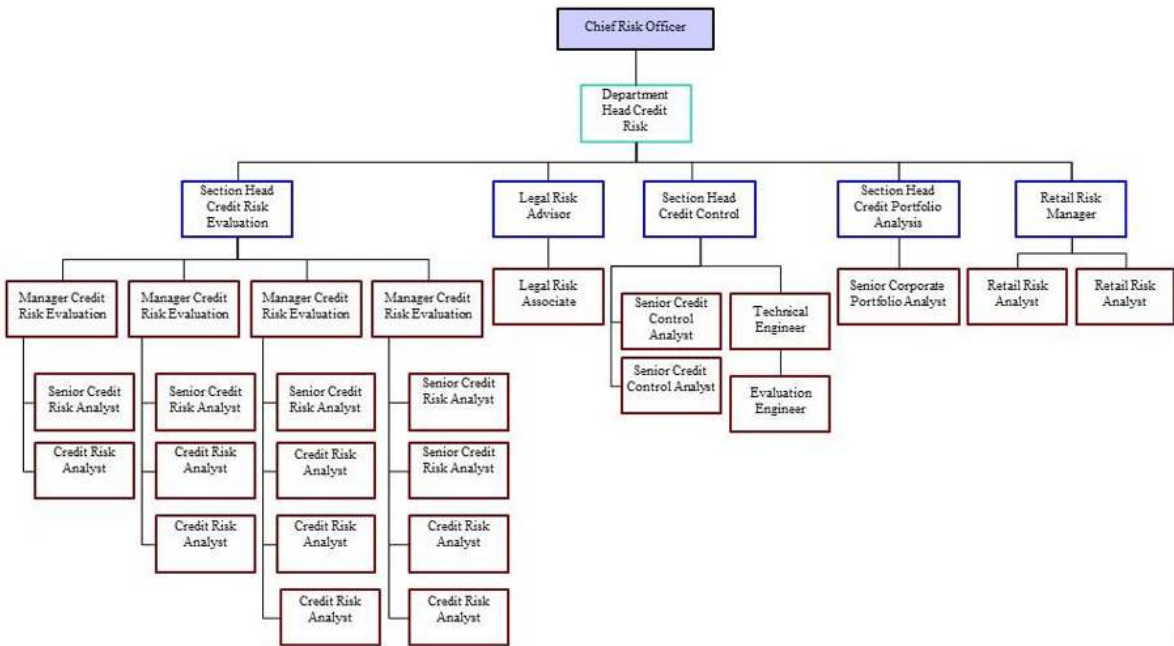 Chief Risk Officer
Department
Head Credit
Risk
Section Head
Credit Risk
Evaluation
Legal Risk
Advisor
Section Head
Credit Control
Section Head
Credit Portfolio
Analysis
Retail Risk
Manager
Manager Credit
Risk Evaluation
Manager Credit
Risk Evaluation
Manager Credit
Risk Evaluation
Manager Credit
Risk Evaluation
Legal Risk
Associate
Senior Credit
Control
Analyst
Technical
Engineer
Senior Corporate
Portfolio Analyst
Retail Risk
Analyst
Retail Risk
Analyst
Senior Credit
Control Analyst
Evaluation
Engineer
Senior Credit
Risk Analyst
Senior Credit
Risk Analyst
Senior Credit
Risk Analyst
Senior Credit
Risk Analyst
Credit Risk
Analyst
Credit Risk
Analyst
Credit Risk
Analyst
Senior Credit
Risk Analyst
Credit Risk
Analyst
Credit Risk
Analyst
Credit Risk
Analyst
Credit Risk
Analyst
Credit Risk
Analyst